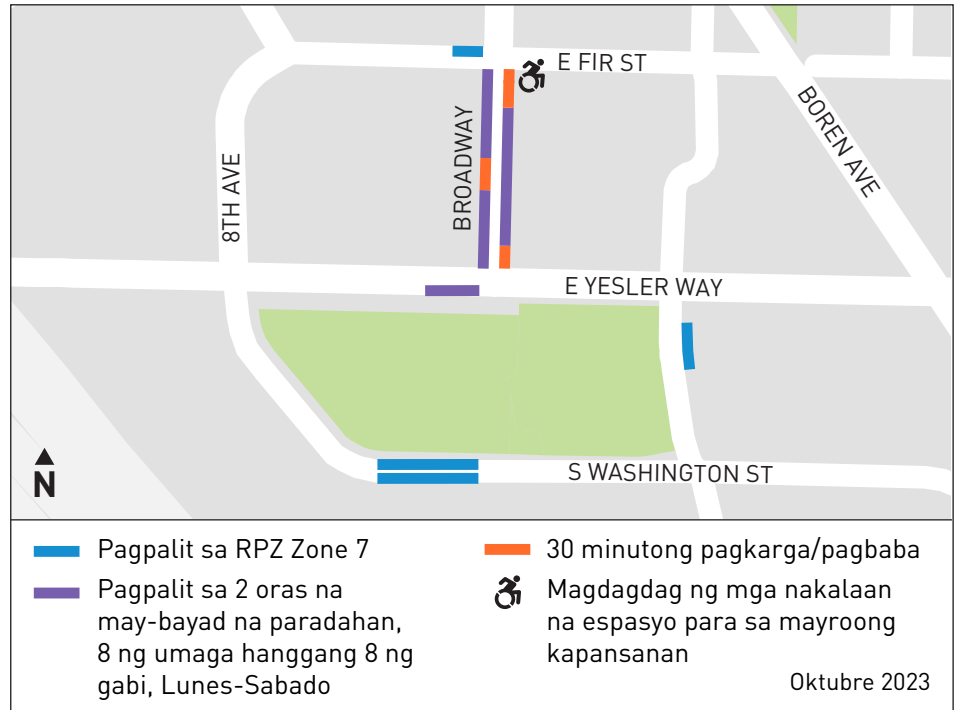 E FIR ST
BOREN AVE
BROADWAY
8TH AVE
E YESLER WAY
S WASHINGTON ST
N
Pagpalit sa RPZ Zone 7
Pagpalit sa 2 oras na
may-bayad na paradahan,
8 ng umaga hanggang 8 ng
gabi, Lunes-Sabado
30 minutong pagkarga/pagbaba
Magdagdag ng mga nakalaan
na espasyo para sa mayroong
kapansanan
Oktubre 2023